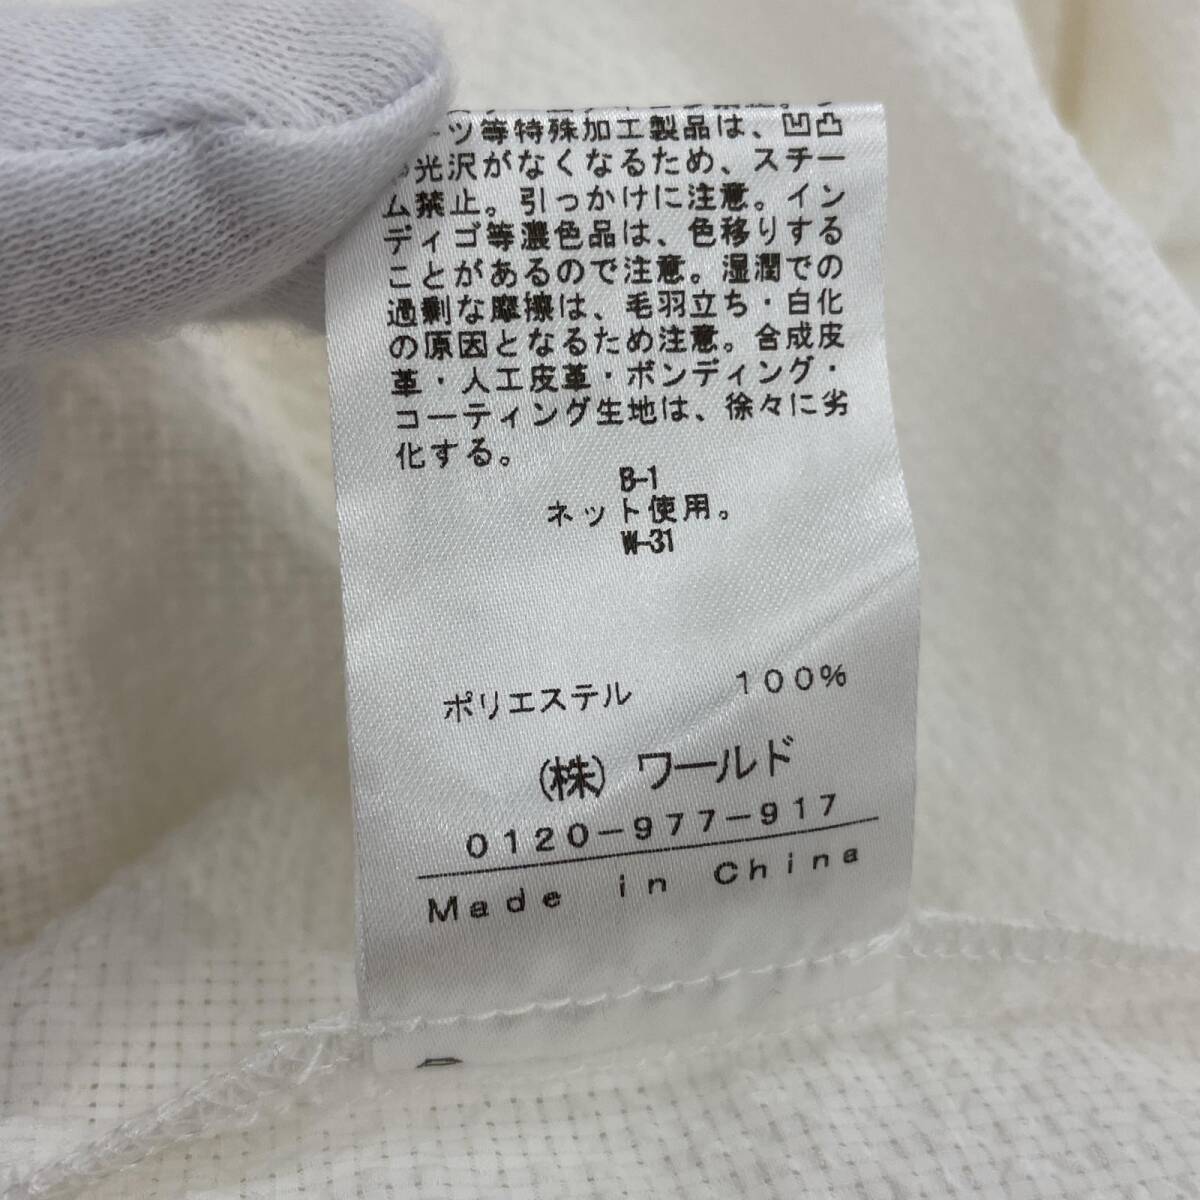 ーツ等特殊加工製品は、凹凸
光沢がなくなるため、スチー
ム禁止。引っかけに注意。イン
ディゴ等濃色品は、色移りする
ことがあるので注意。湿潤での
過剰な摩擦は、毛羽立ち・白化
の原因となるため注意。合成皮
革・人工皮革・ボンディング・
コーティング生地は、徐々に劣
化する。
B-1
ネット使用。
W-31
ポリエステル 100%
(株) ワールド
0120-977-917
Made in China